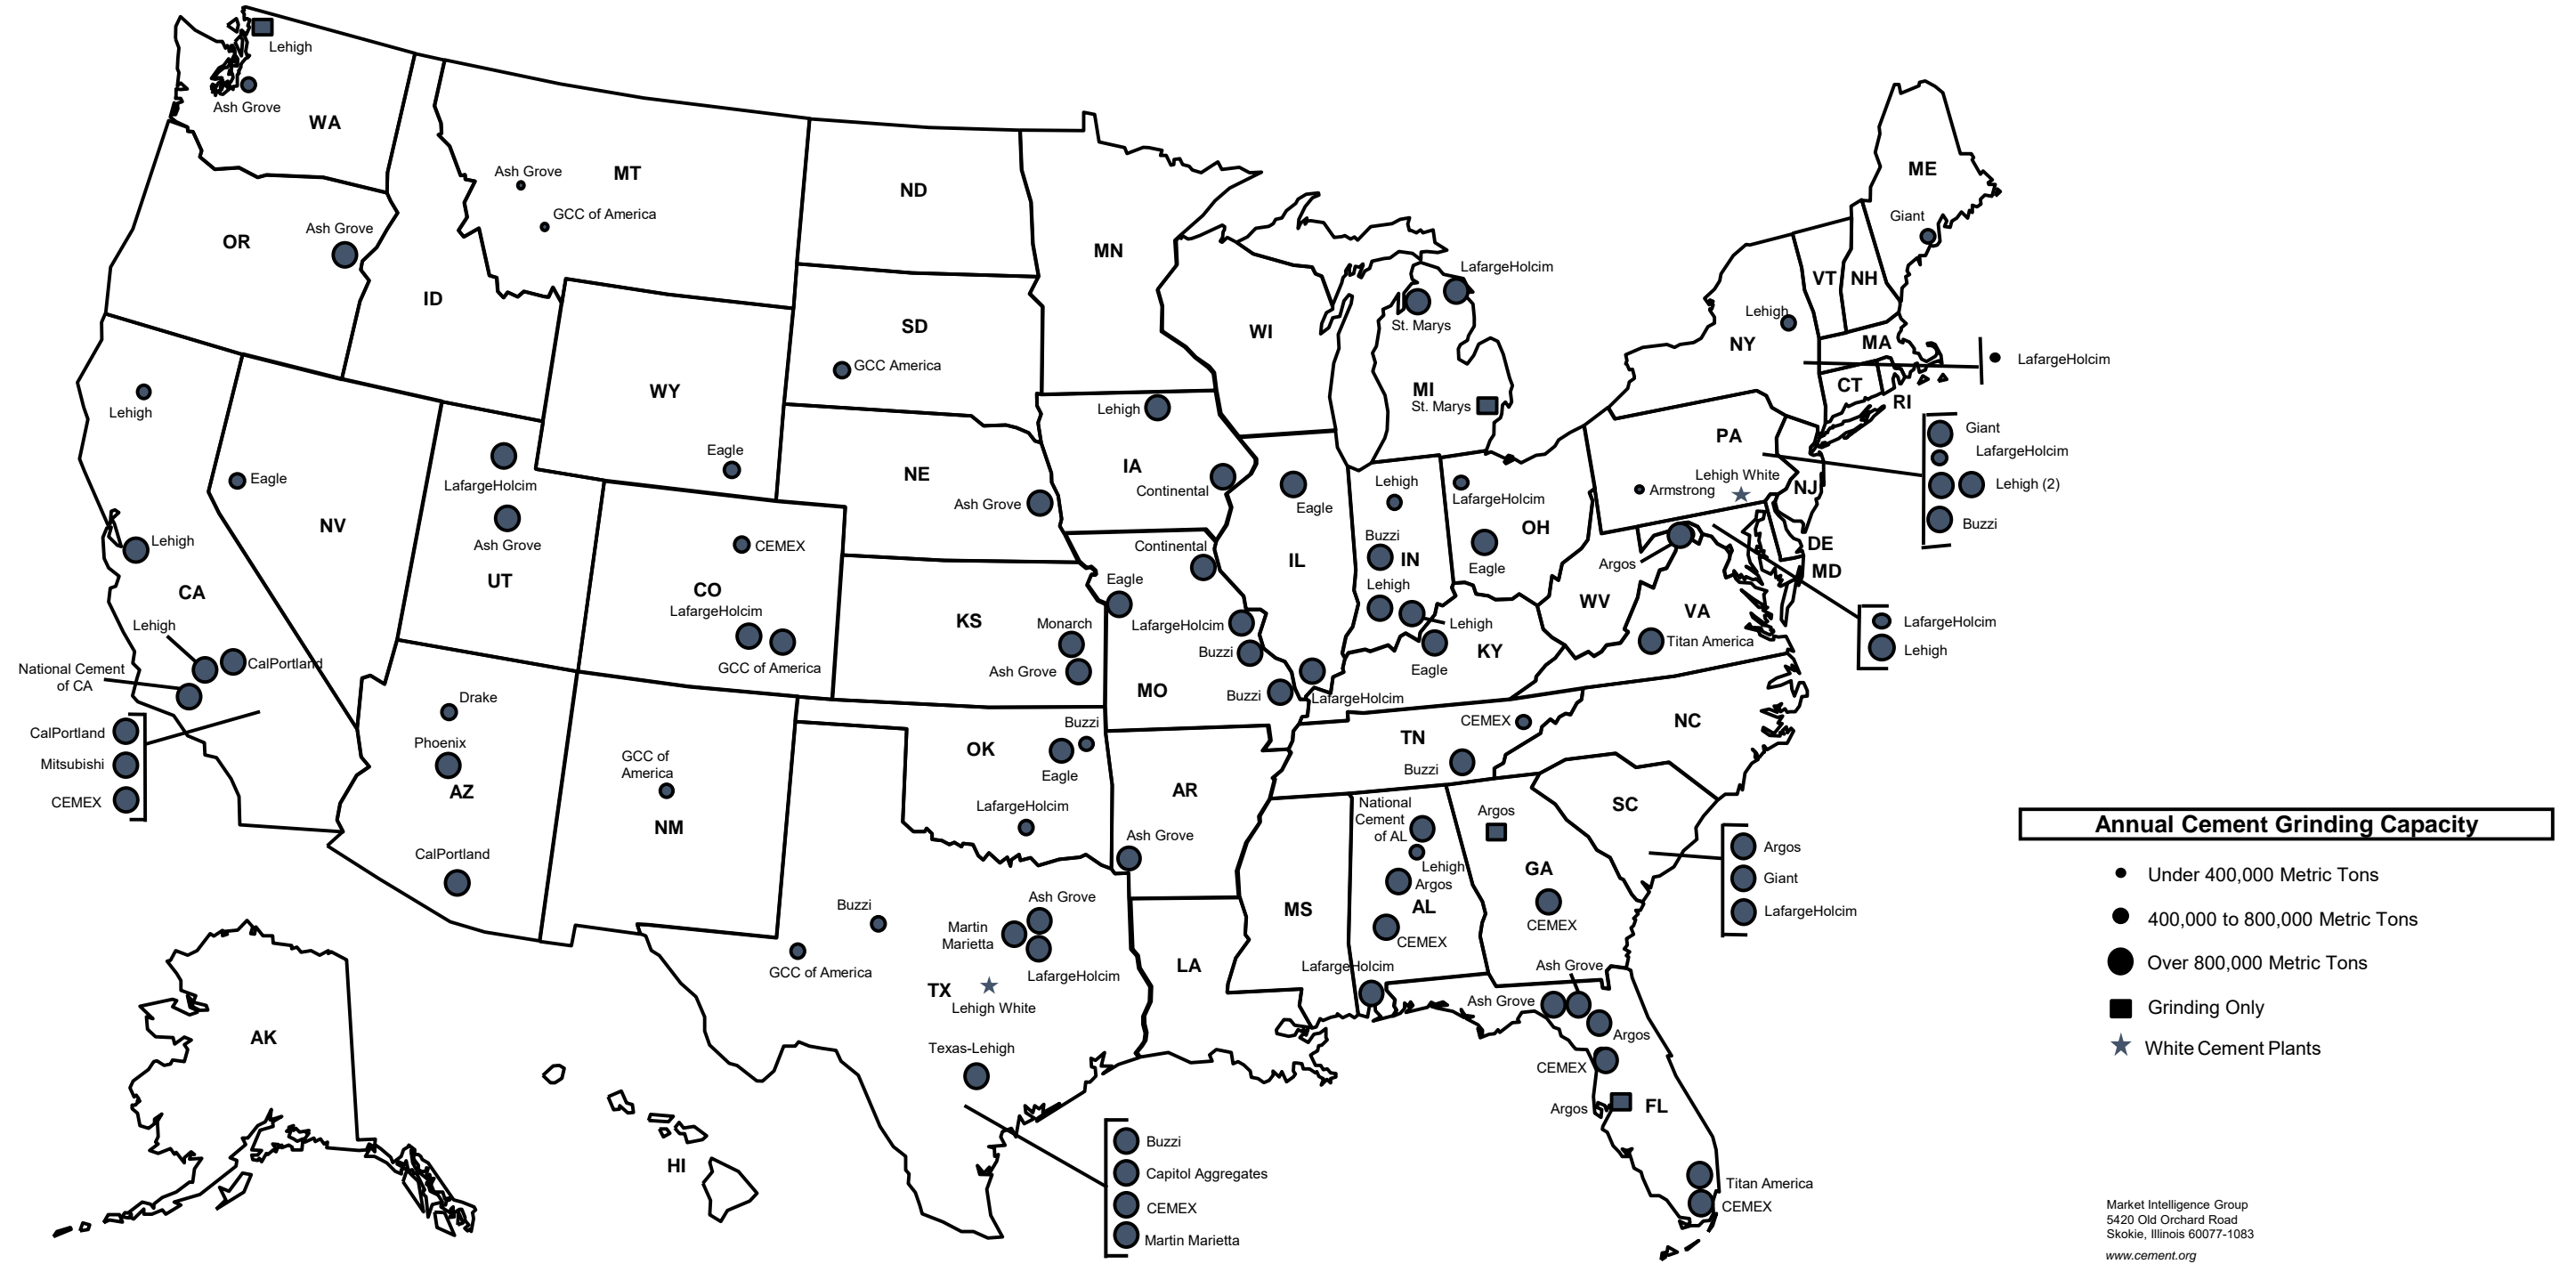 Lehigh
Ash Grove
WA
Ash Grove
MT
GCC of America
OR
Ash Grove
ID
ND
MN
SD
GCC America
WY
Eagle
WI
LafargeHolcim
St. Marys
MI
St. Marys
ME
Giant
VT
NH
Lehigh
NY
MA
CT
RI
LafargeHolcim
Lehigh
Eagle
NV
LafargeHolcim
Ash Grove
UT
NE
Ash Grove
Lehigh
IA
Continental
Eagle
IL
Lehigh
Buzzi
IN
Lehigh
Lehigh
LafargeHolcim
OH
Eagle
PA
Lehigh White
Armstrong
NJ
Giant
LafargeHolcim
Lehigh (2)
Buzzi
DE
MD
Argos
WV
VA
Titan America
LafargeHolcim
Lehigh
Lehigh
CA
Lehigh
CalPortland
National Cement
of CA
CalPortland
Mitsubishi
CEMEX
CEMEX
CO
LafargeHolcim
GCC of America
KS
Monarch
Ash Grove
Continental
Eagle
LafargeHolcim
Buzzi
MO
Buzzi
LafargeHolcim
Eagle
KY
Drake
Phoenix
AZ
CalPortland
GCC of
America
NM
OK
Buzzi
Eagle
LafargeHolcim
AR
Ash Grove
CEMEX
TN
Buzzi
NC
SC
Argos
Giant
LafargeHolcim
National
Cement
of AL
Lehigh
Argos
AL
CEMEX
LafargeHolcim
Argos
GA
CEMEX
MS
LA
Buzzi
GCC of America
Ash Grove
Martin
Marietta
LafargeHolcim
TX
Lehigh White
Texas-Lehigh
Buzzi
Capitol Aggregates
CEMEX
Martin Marietta
Ash Grove
Ash Grove
Argos
CEMEX
Argos
FL
Titan America
CEMEX
AK
HI
Annual Cement Grinding Capacity
Under 400,000 Metric Tons
400,000 to 800,000 Metric Tons
Over 800,000 Metric Tons
Grinding Only
White Cement Plants
Market Intelligence Group
5420 Old Orchard Road
Skokie, Illinois 60077-1083
www.cement.org